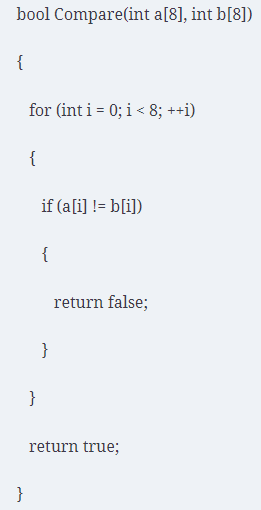 bool Compare(int a[8], int b[8])
{
for (int i = 0; i < 8; ++i)
{
if (a[i] != b[i])
{
return false;
}
}
return true;
}